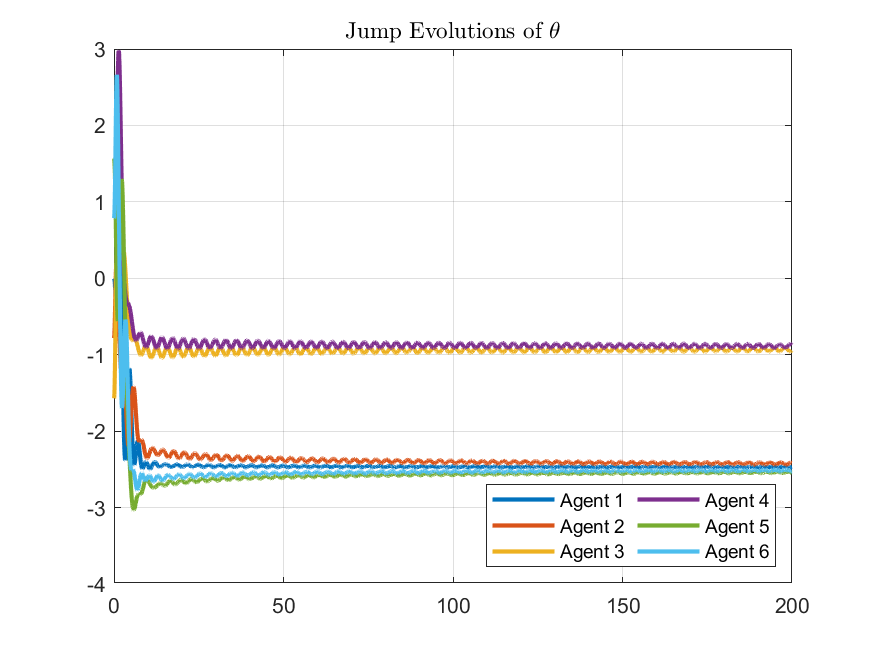 Jump Evolutions of θ
3
2
1
0
-1
-2
-3
-4
0 50 100 150 200
Agent 1 Agent 4
Agent 2 Agent 5
Agent 3 Agent 6